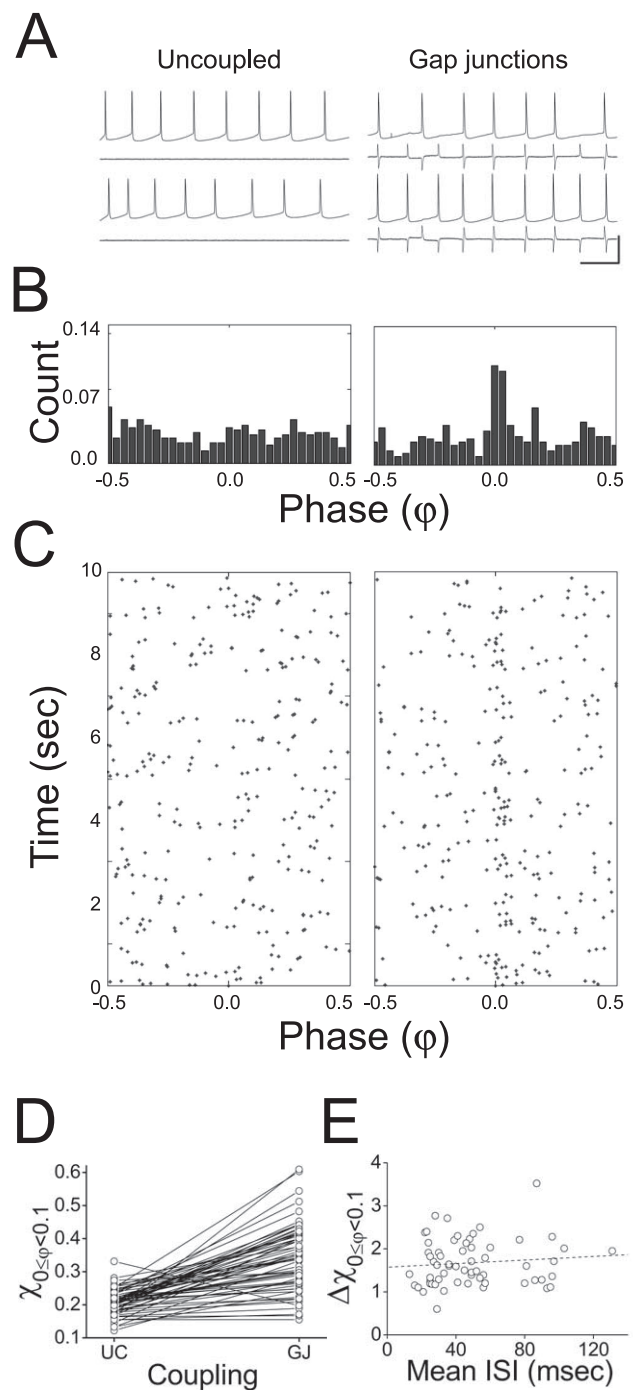 A
Uncoupled
Gap junctions
B
Count
0.14
0.07
0.0
-0.5
0.0
0.5
-0.5
0.0
0.5
Phase (φ)
C
Time (sec)
10
8
6
4
2
0
-0.5
0.0
0.5
-0.5
0.0
0.5
Phase (φ)
D
χ0≤φ<0.1
0.6
0.4
0.3
0.2
0.1
UC
GJ
Coupling
E
Δχ0≤φ<0.1
4
3
2
1
0
0
40
80
120
Mean ISI (msec)